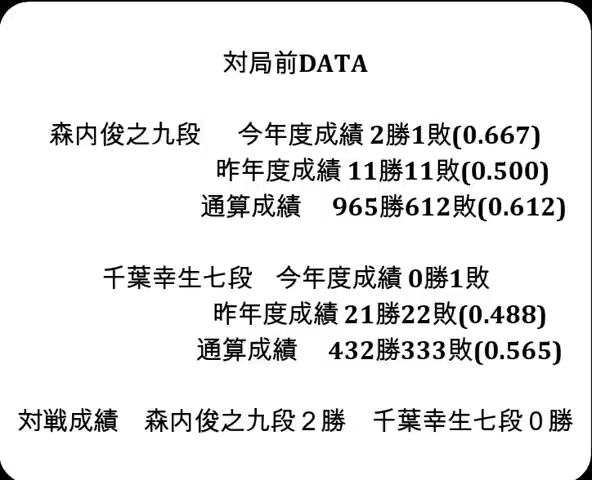 対局前DATA
森内俊之九段 今年度成績 2勝1敗(0.667)
昨年度成績 11勝11敗(0.500)
通算成績 965勝612敗(0.612)
千葉幸生七段 今年度成績 0勝1敗
昨年度成績 21勝22敗(0.488)
通算成績 432勝333敗(0.565)
対戦成績 森内俊之九段２勝 千葉幸生七段０勝